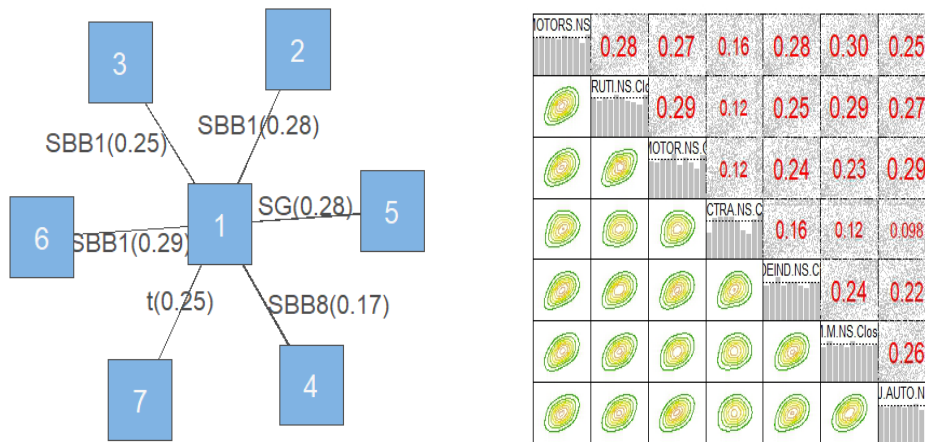 3
2
SBB1(0.25)
SBB1(0.28)
1
SG(0.28)
5
6
SBB1(0.29)
t(0.25)
SBB8(0.17)
7
4
MOTORS.NS 0.28 0.27 0.16 0.28 0.30 0.25
RUTI.NS.Clo 0.29 0.12 0.25 0.29 0.27
MOTOR.NS.C 0.12 0.24 0.23 0.29
CTRA.NS.C 0.16 0.12 0.098
DEIND.NS.C 0.24 0.22
M.M.NS.Clos 0.26
J.AUTO.N